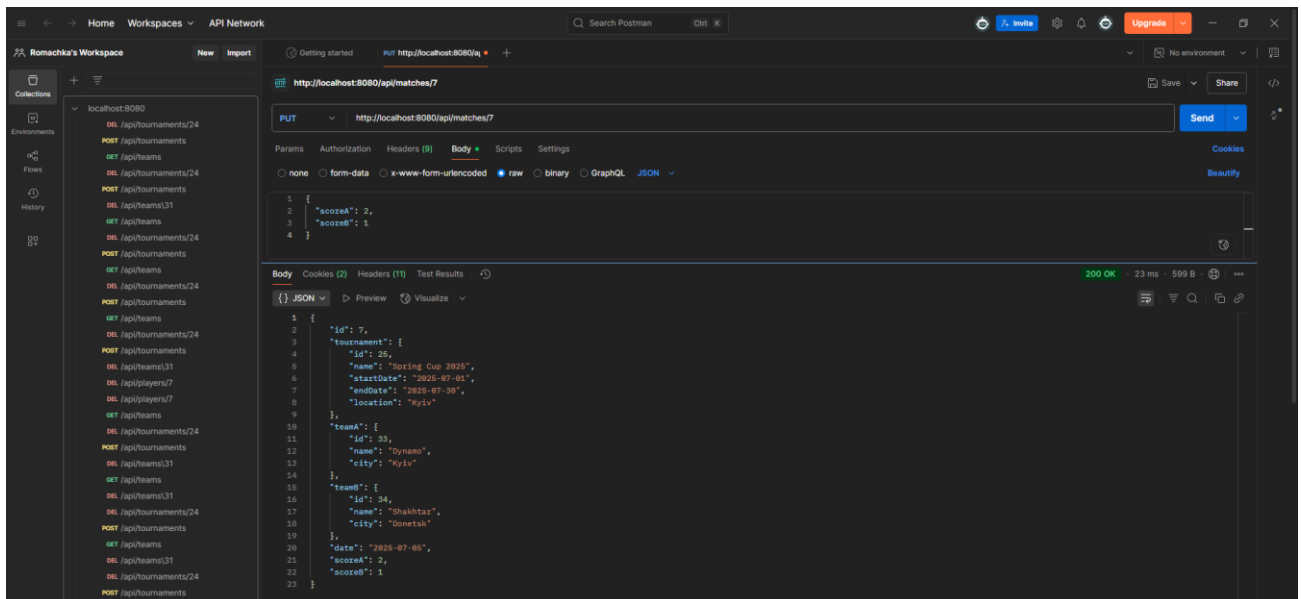 Home Workspaces API Network Search Postman Ctrl K Invite Upgrade
Romachka's Workspace New Import Getting started PUT http://localhost:8080/a No environment
http://localhost:8080/api/matches/7 Save Share
Collections
Environments
Flows
History
localhost:8080
DEL /api/tournaments/24
POST /api/tournaments
GET /api/teams
DEL /api/tournaments/24
POST /api/tournaments
DEL /api/teams\31
GET /api/teams
DEL /api/tournaments/24
POST /api/tournaments
GET /api/teams
DEL /api/tournaments/24
POST /api/tournaments
GET /api/teams
DEL /api/tournaments/24
POST /api/tournaments
DEL /api/teams\31
DEL /api/players/7
DEL /api/players/7
GET /api/teams
DEL /api/tournaments/24
POST /api/tournaments
DEL /api/teams\31
GET /api/teams
DEL /api/teams\31
DEL /api/tournaments/24
POST /api/tournaments
GET /api/teams
DEL /api/teams\31
DEL /api/tournaments/24
POST /api/tournaments
PUT http://localhost:8080/api/matches/7 Send
Params Authorization Headers (9) Body Scripts Settings Cookies
none form-data x-www-form-urlencoded raw binary GraphQL JSON Beautify
1 {
2 "scoreA": 2,
3 "scoreB": 1
4 }
Body Cookies (2) Headers (11) Test Results 200 OK 23 ms 599 B
{} JSON Preview Visualize
1 {
2 "id": 7,
3 "tournament": {
4 "id": 25,
5 "name": "Spring Cup 2025",
6 "startDate": "2025-07-01",
7 "endDate": "2025-07-30",
8 "location": "Kyiv"
9 },
10 "teamA": {
11 "id": 33,
12 "name": "Dynamo",
13 "city": "Kyiv"
14 },
15 "teamB": {
16 "id": 34,
17 "name": "Shakhtar",
18 "city": "Donetsk"
19 },
20 "date": "2025-07-05",
21 "scoreA": 2,
22 "scoreB": 1
23 }